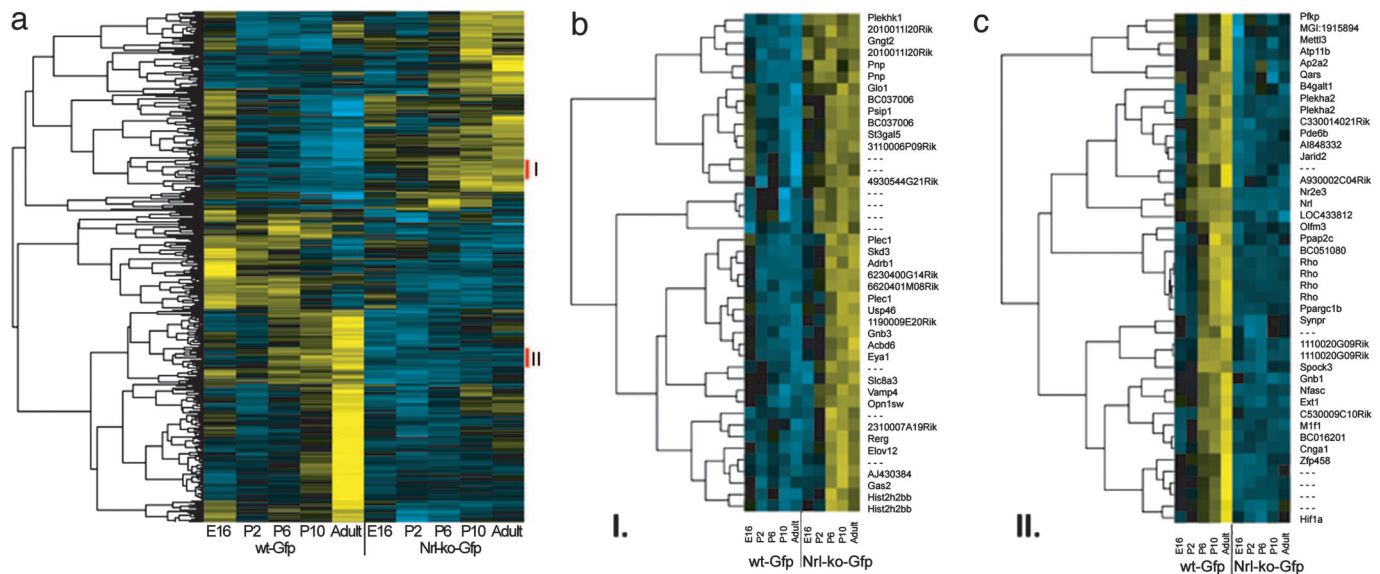 a
I
II
E16 P2 P6 P10 Adult E16 P2 P6 P10 Adult
wt-Gfp Nrl-ko-Gfp
b
Plekhk1
2010011I20Rik
Gngt2
2010011I20Rik
Pnp
Pnp
Glo1
BC037006
Psip1
BC037006
St3gal5
3110006P09Rik
---
---
4930544G21Rik
---
---
---
---
Plec1
Skd3
Adrb1
6230400G14Rik
6620401M08Rik
Plec1
Usp46
1190009E20Rik
Gnb3
Acbd6
Eya1
---
Slc8a3
Vamp4
Opn1sw
---
2310007A19Rik
Rerg
Elov12
---
AJ430384
Gas2
Hist2h2bb
Hist2h2bb
I.
E16 P2 P6 P10 Adult E16 P2 P6 P10 Adult
wt-Gfp Nrl-ko-Gfp
c
Pfkp
MGI:1915894
Mettl3
Atp11b
Ap2a2
Qars
B4galt1
Plekha2
Plekha2
C330014021Rik
Pde6b
AI848332
Jarid2
---
A930002C04Rik
Nr2e3
Nrl
LOC433812
Olfm3
Ppap2c
BC051080
Rho
Rho
Rho
Rho
Ppargc1b
Synpr
---
1110020G09Rik
1110020G09Rik
Spock3
Gnb1
Nfasc
Ext1
C530009C10Rik
M1f1
BC016201
Cnga1
Zfp458
---
---
---
---
Hif1a
II.
E16 P2 P6 P10 Adult E16 P2 P6 P10 Adult
wt-Gfp Nrl-ko-Gfp